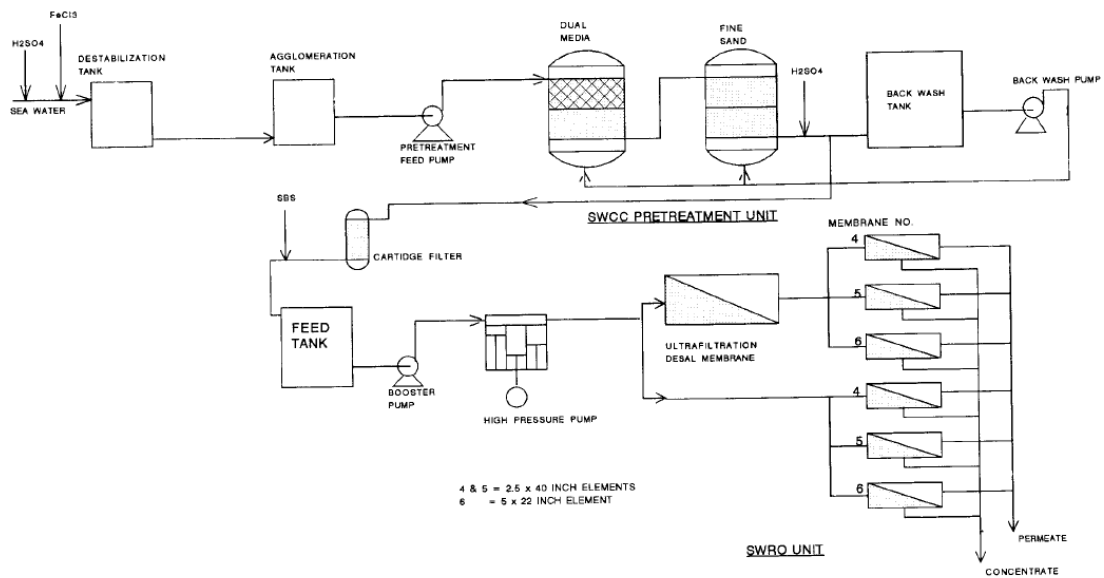 FeCl3
H2SO4
SEA WATER
DESTABILIZATION
TANK
AGGLOMERATION
TANK
PRETREATMENT
FEED PUMP
DUAL
MEDIA
FINE
SAND
H2SO4
BACK WASH
TANK
BACK WASH PUMP
SWCC PRETREATMENT UNIT
SBS
CARTIDGE FILTER
FEED
TANK
BOOSTER
PUMP
HIGH PRESSURE PUMP
ULTRAFILTRATION
DESAL MEMBRANE
MEMBRANE NO.
4
5
6
4
5
6
4 & 5 = 2.5 x 40 INCH ELEMENTS
6 = 5 x 22 INCH ELEMENT
SWRO UNIT
PERMEATE
CONCENTRATE